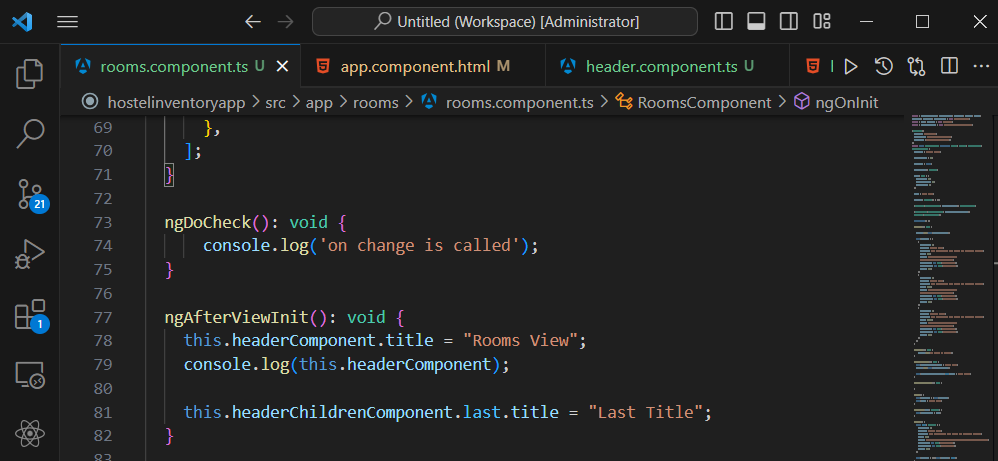 Untitled (Workspace) [Administrator]
rooms.component.ts U
app.component.html M
header.component.ts U
hostelinventoryapp > src > app > rooms > rooms.component.ts > RoomsComponent > ngOnInit
69 },
70 ];
71 }
72
73 ngDoCheck(): void {
74 console.log('on change is called');
75 }
76
77 ngAfterViewInit(): void {
78 this.headerComponent.title = "Rooms View";
79 console.log(this.headerComponent);
80
81 this.headerChildrenComponent.last.title = "Last Title";
82 }
83
21
1